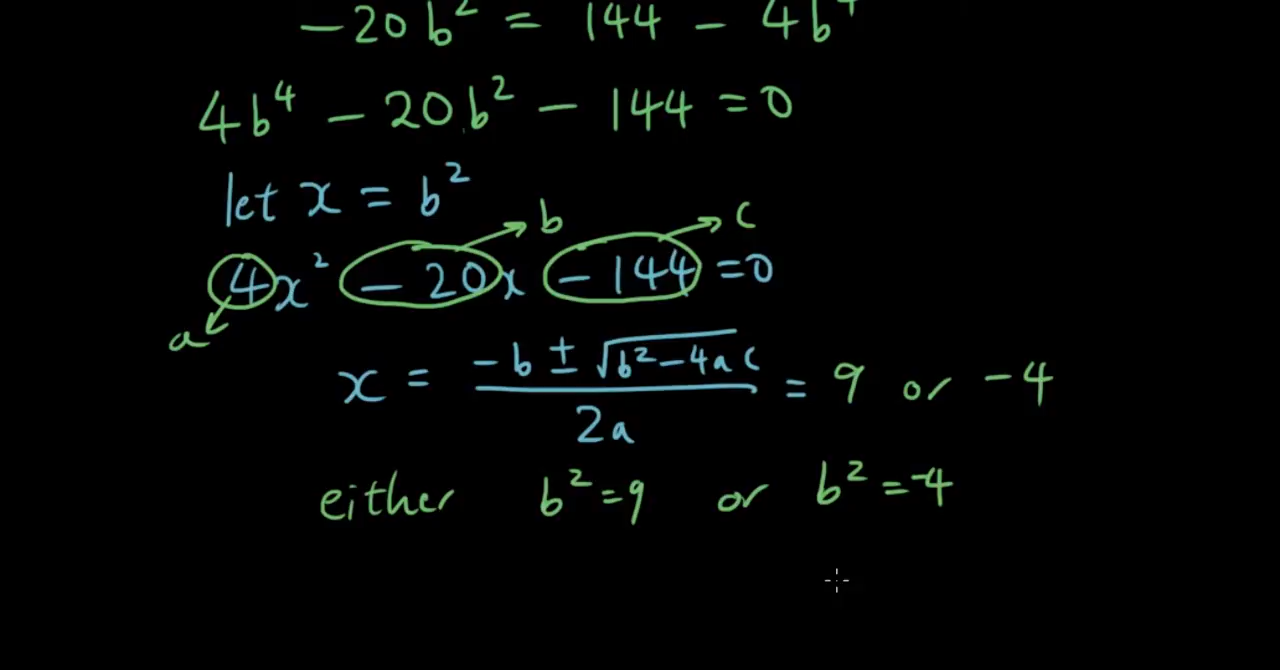 −20b² = 144 − 4b⁴
4b⁴ − 20b² − 144 = 0
let x = b²
b
c
4x² − 20x − 144 = 0
a
x = −b ± √b² − 4ac / 2a = 9 or −4
either b² = 9 or b² = −4